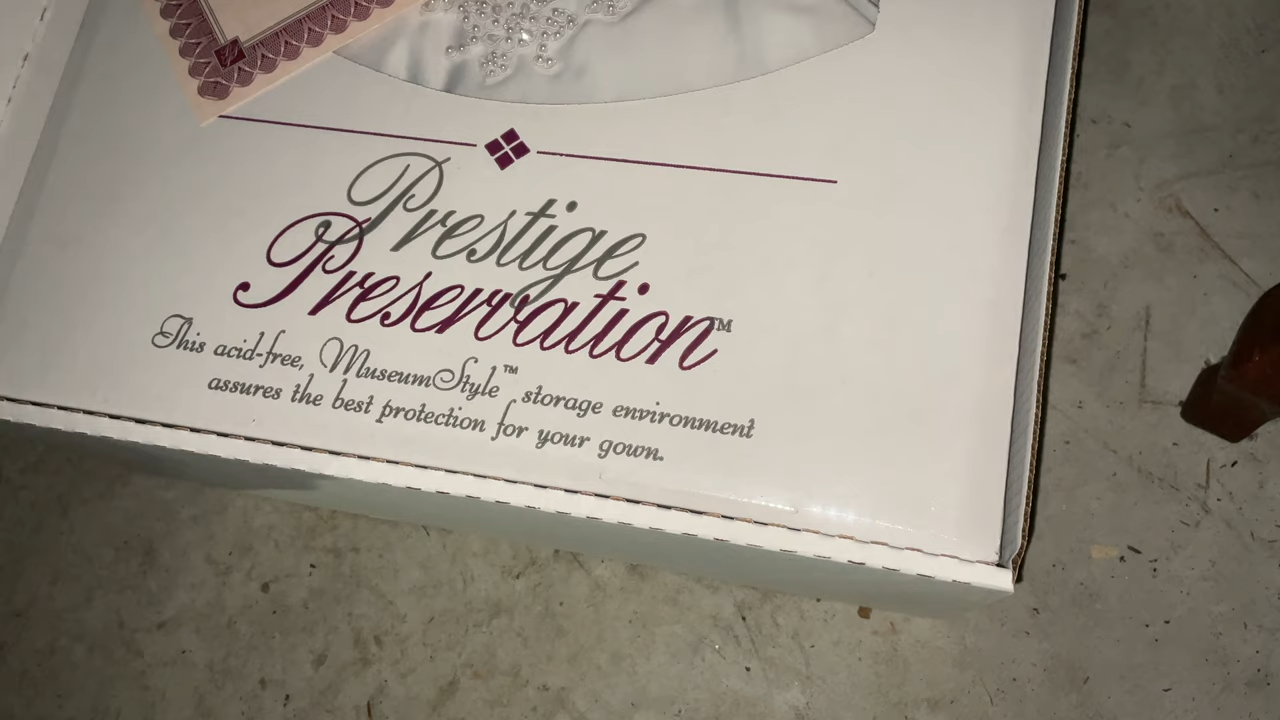 Prestige
Preservation™
This acid-free, MuseumStyle™ storage environment
assures the best protection for your gown.